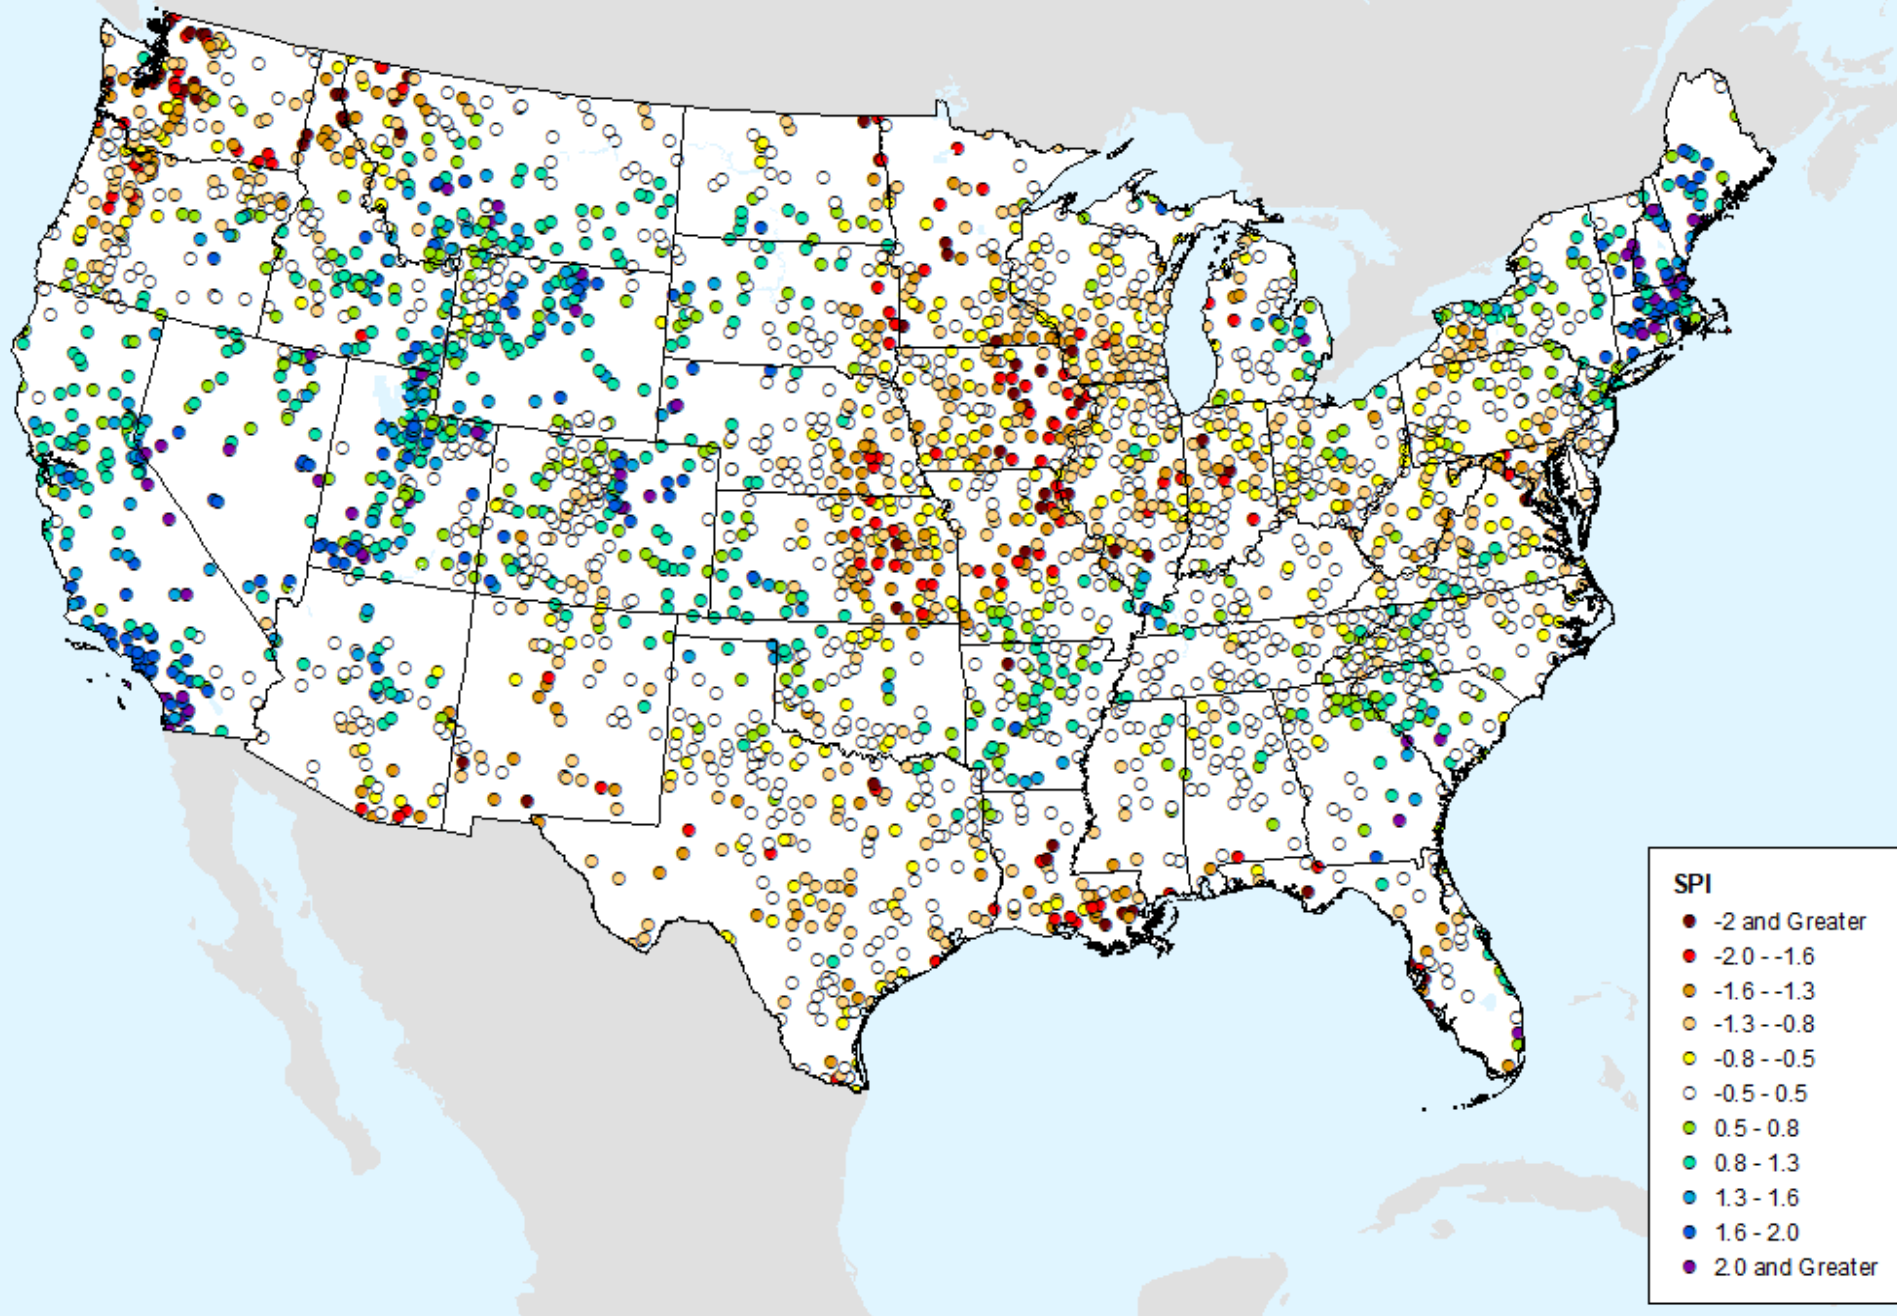 SPI
-2 and Greater
-2.0 - -1.6
-1.6 - -1.3
-1.3 - -0.8
-0.8 - -0.5
-0.5 - 0.5
0.5 - 0.8
0.8 - 1.3
1.3 - 1.6
1.6 - 2.0
2.0 and Greater